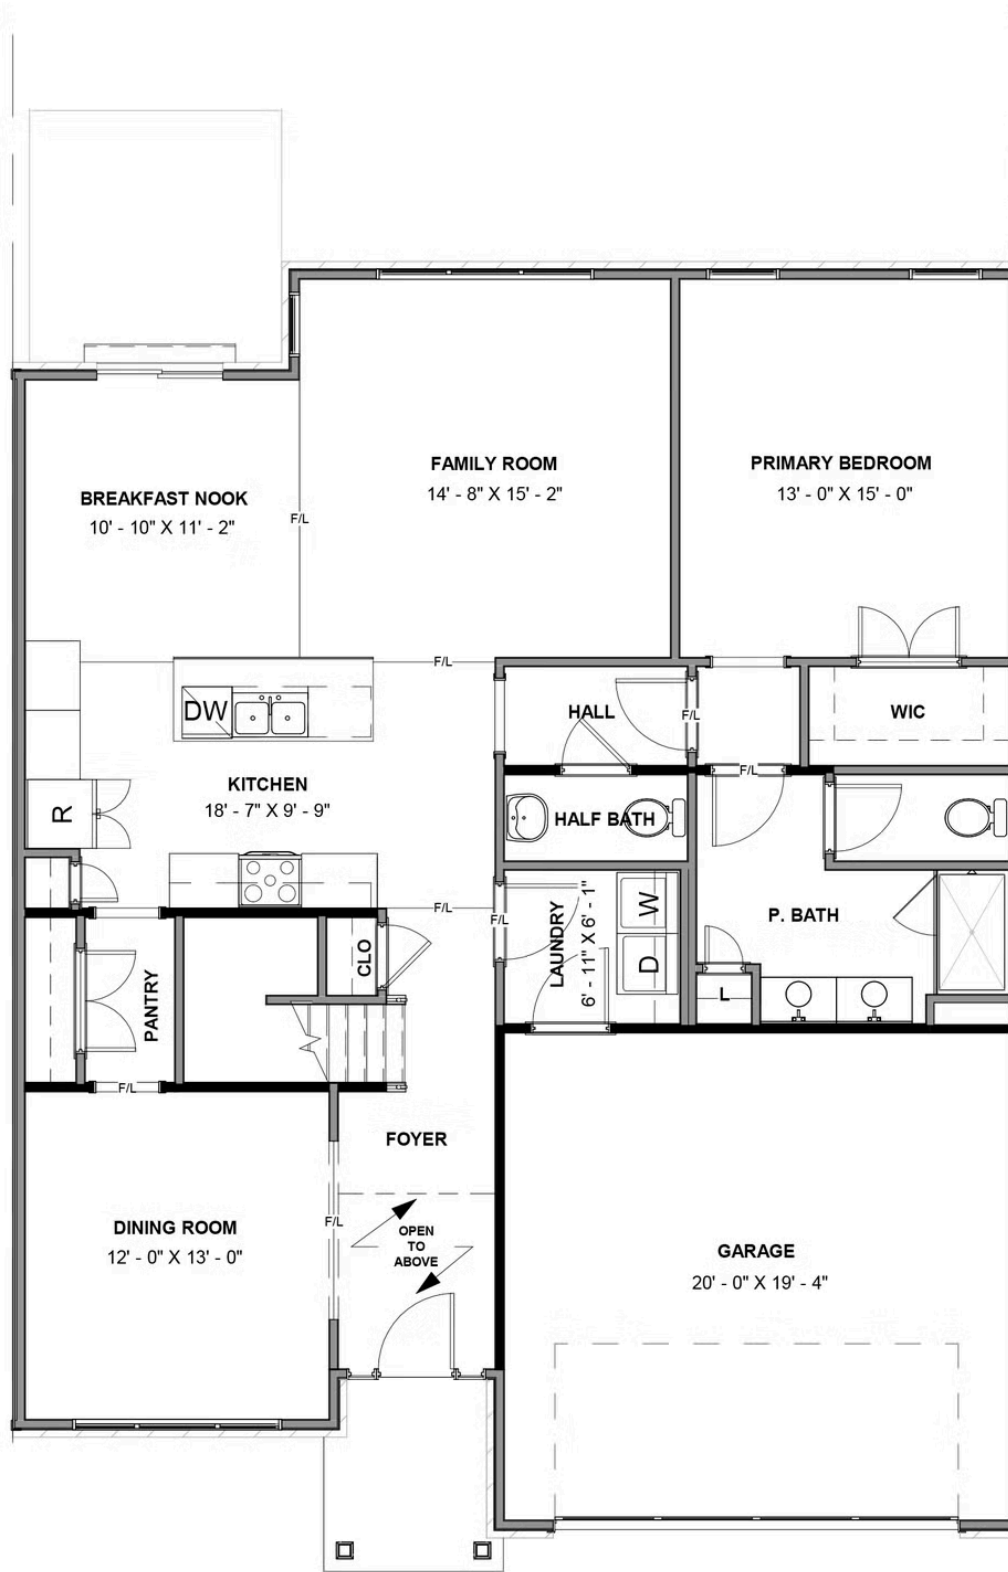 FAMILY ROOM
14' - 8" X 15' - 2"
PRIMARY BEDROOM
13' - 0" X 15' - 0"
BREAKFAST NOOK
10' - 10" X 11' - 2"
F/L
F/L
DW
HALL
F/L
WIC
F/L
KITCHEN
18' - 7" X 9' - 9"
R
HALF BATH
F/L
F/L
LAUNDRY
6' - 11" X 6' - 1"
W
D
P. BATH
CLO
L
PANTRY
F/L
FOYER
DINING ROOM
12' - 0" X 13' - 0"
F/L
OPEN
TO
ABOVE
GARAGE
20' - 0" X 19' - 4"